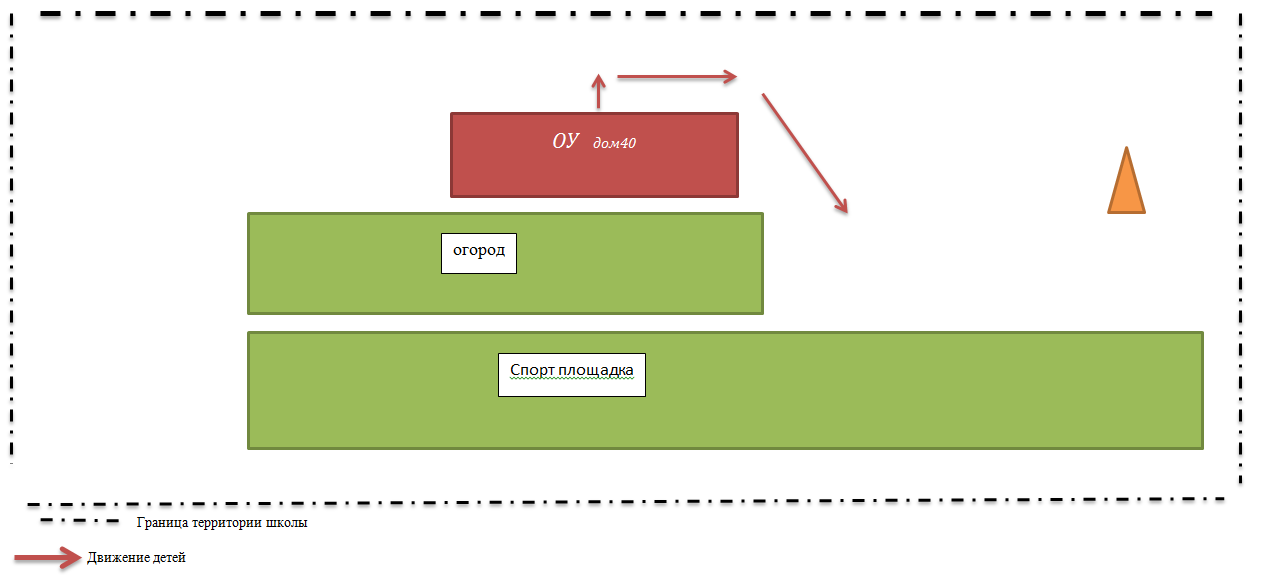 ОУ дом40
огород
Спорт площадка
Граница территории школы
Движение детей